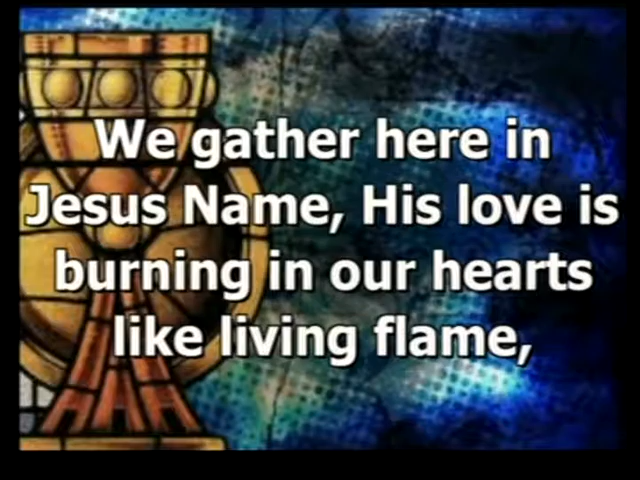 We gather here in
Jesus Name, His love is
burning in our hearts
like living flame,